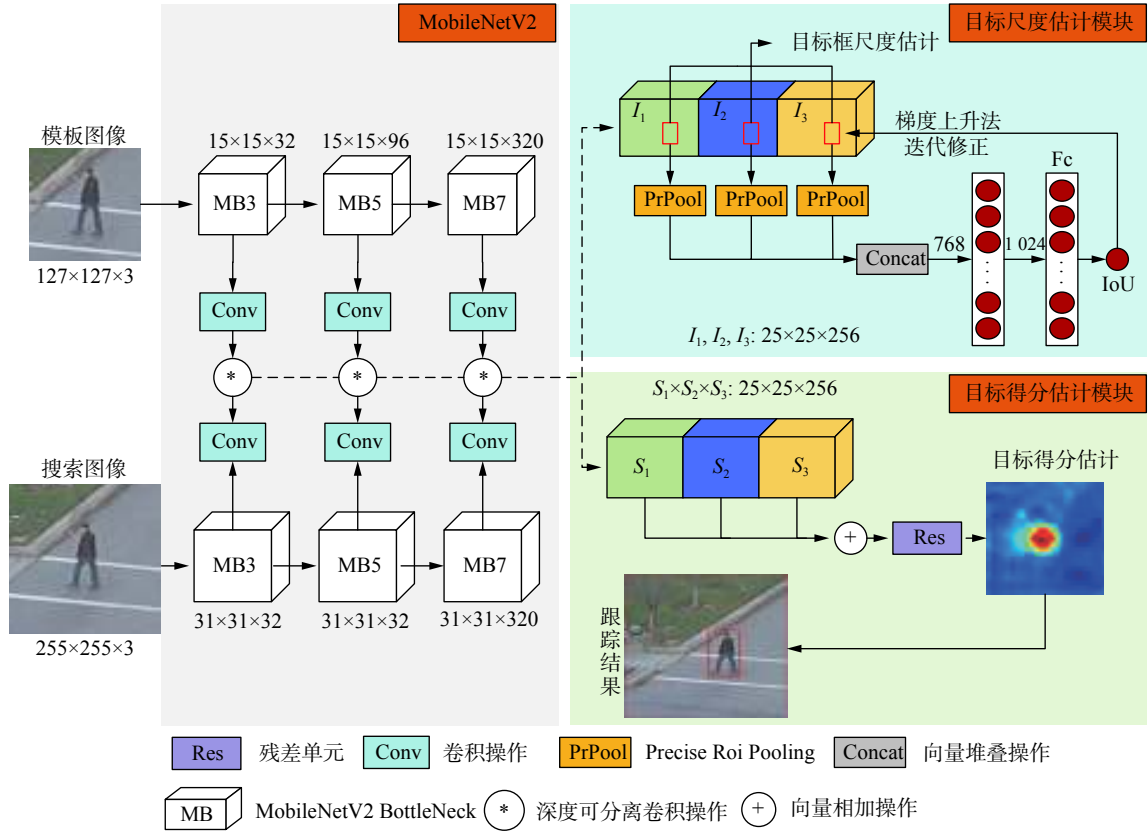 MobileNetV2
模板图像
127×127×3
15×15×32
15×15×96
15×15×320
MB3
MB5
MB7
Conv
Conv
Conv
*
*
*
Conv
Conv
Conv
搜索图像
255×255×3
MB3
MB5
MB7
31×31×32
31×31×32
31×31×320
目标尺度估计模块
目标框尺度估计
I₁
I₂
I₃
梯度上升法
迭代修正
PrPool
PrPool
PrPool
Concat
768
1 024
Fc
IoU
I₁, I₂, I₃: 25×25×256
目标得分估计模块
S₁×S₂×S₃: 25×25×256
S₁
S₂
S₃
+
Res
目标得分估计
跟踪结果
Res 残差单元
Conv 卷积操作
PrPool Precise Roi Pooling
Concat 向量堆叠操作
MB MobileNetV2 BottleNeck
* 深度可分离卷积操作
+ 向量相加操作